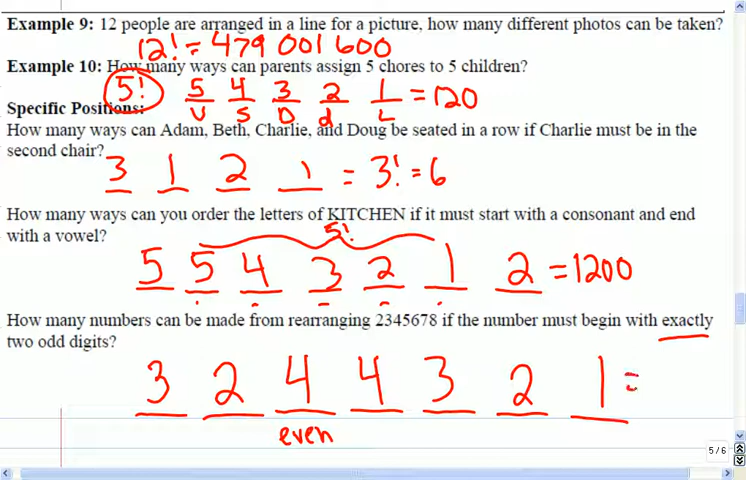 Example 9: 12 people are arranged in a line for a picture, how many different photos can be taken?
12! = 479 001 600
Example 10: How many ways can parents assign 5 chores to 5 children?
5! 5 4 3 2 1 = 120
V S D d L
Specific Positions:
How many ways can Adam, Beth, Charlie, and Doug be seated in a row if Charlie must be in the
second chair?
3 1 2 1 = 3! = 6
How many ways can you order the letters of KITCHEN if it must start with a consonant and end
with a vowel?
5!
5 5 4 3 2 1 2 = 1200
How many numbers can be made from rearranging 2345678 if the number must begin with exactly
two odd digits?
3 2 4 4 3 2 1 =
even
5/6